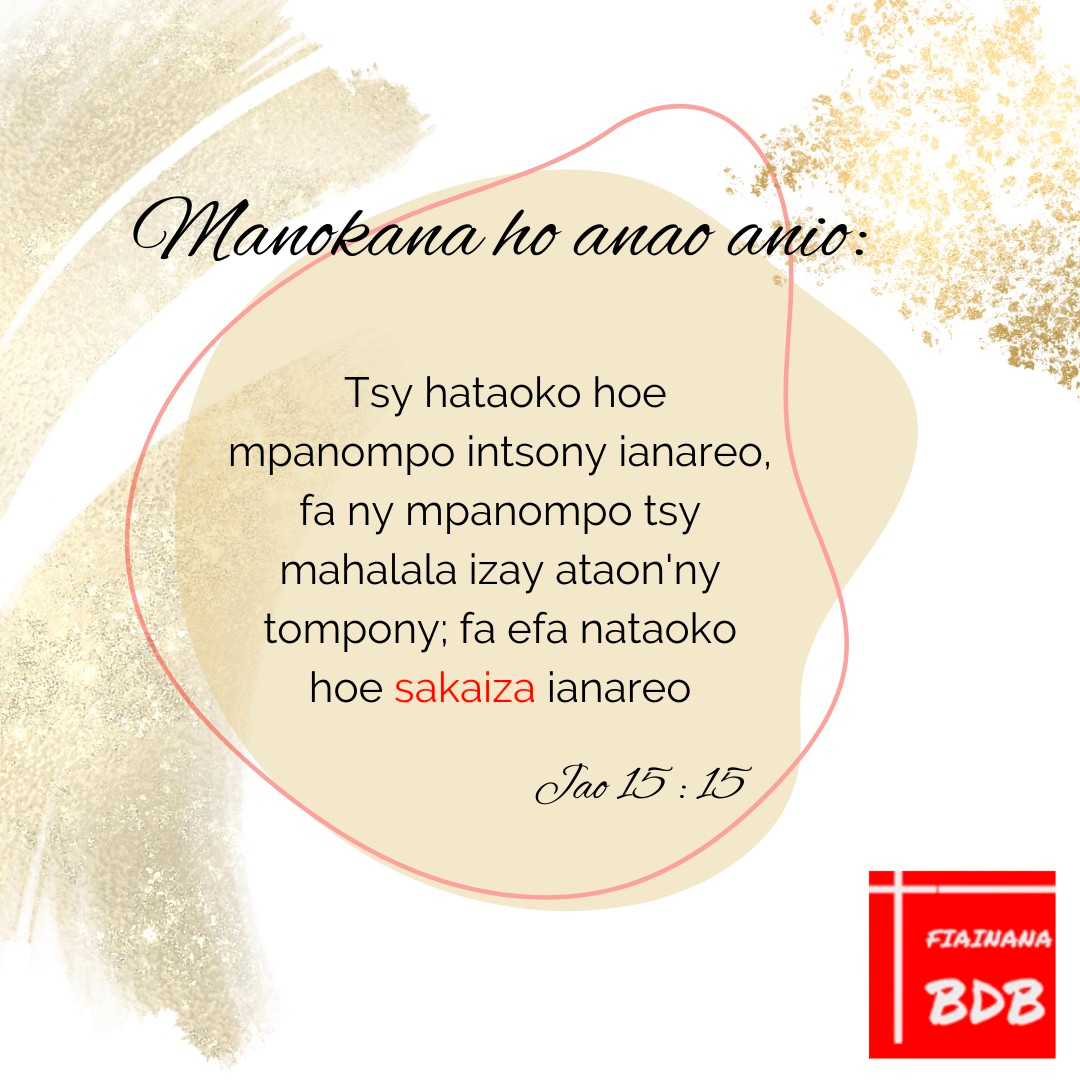 Manokana ho anao anio:
Tsy hataoko hoe
mpanompo intsony ianareo,
fa ny mpanompo tsy
mahalala izay ataon'ny
tompony; fa efa nataoko
hoe sakaiza ianareo
Jao 15 : 15
FIAINANA
BDB